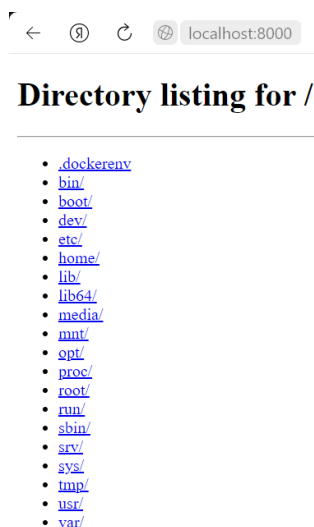 Я localhost:8000
Directory listing for /
.dockerenv
bin/
boot/
dev/
etc/
home/
lib/
lib64/
media/
mnt/
opt/
proc/
root/
run/
sbin/
srv/
sys/
tmp/
usr/
var/